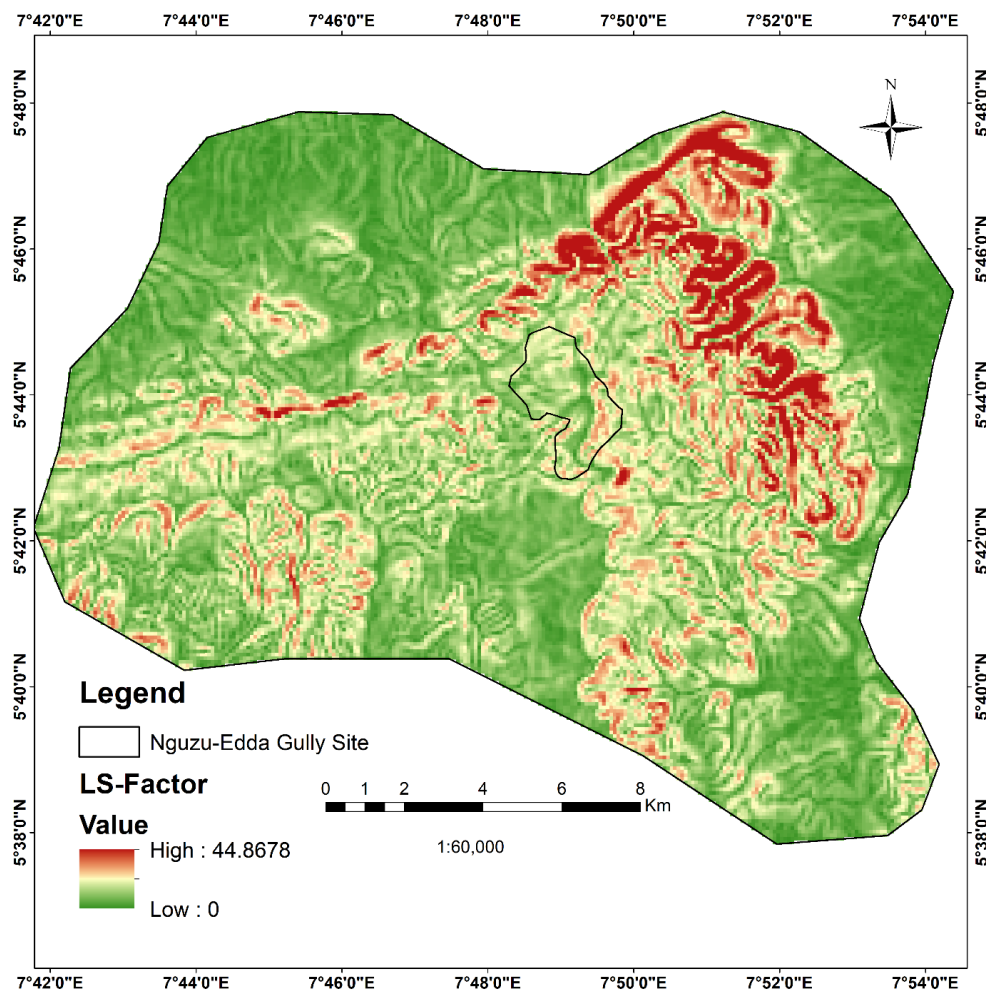 7°42'0"E 7°44'0"E 7°46'0"E 7°48'0"E 7°50'0"E 7°52'0"E 7°54'0"E
5°48'0"N 5°48'0"N
N
5°46'0"N 5°46'0"N
5°44'0"N 5°44'0"N
5°42'0"N 5°42'0"N
5°40'0"N 5°40'0"N
Legend
Nguzu-Edda Gully Site
LS-Factor
0 1 2 4 6 8
Km
Value
5°38'0"N 5°38'0"N
High : 44.8678
1:60,000
Low : 0
7°42'0"E 7°44'0"E 7°46'0"E 7°48'0"E 7°50'0"E 7°52'0"E 7°54'0"E